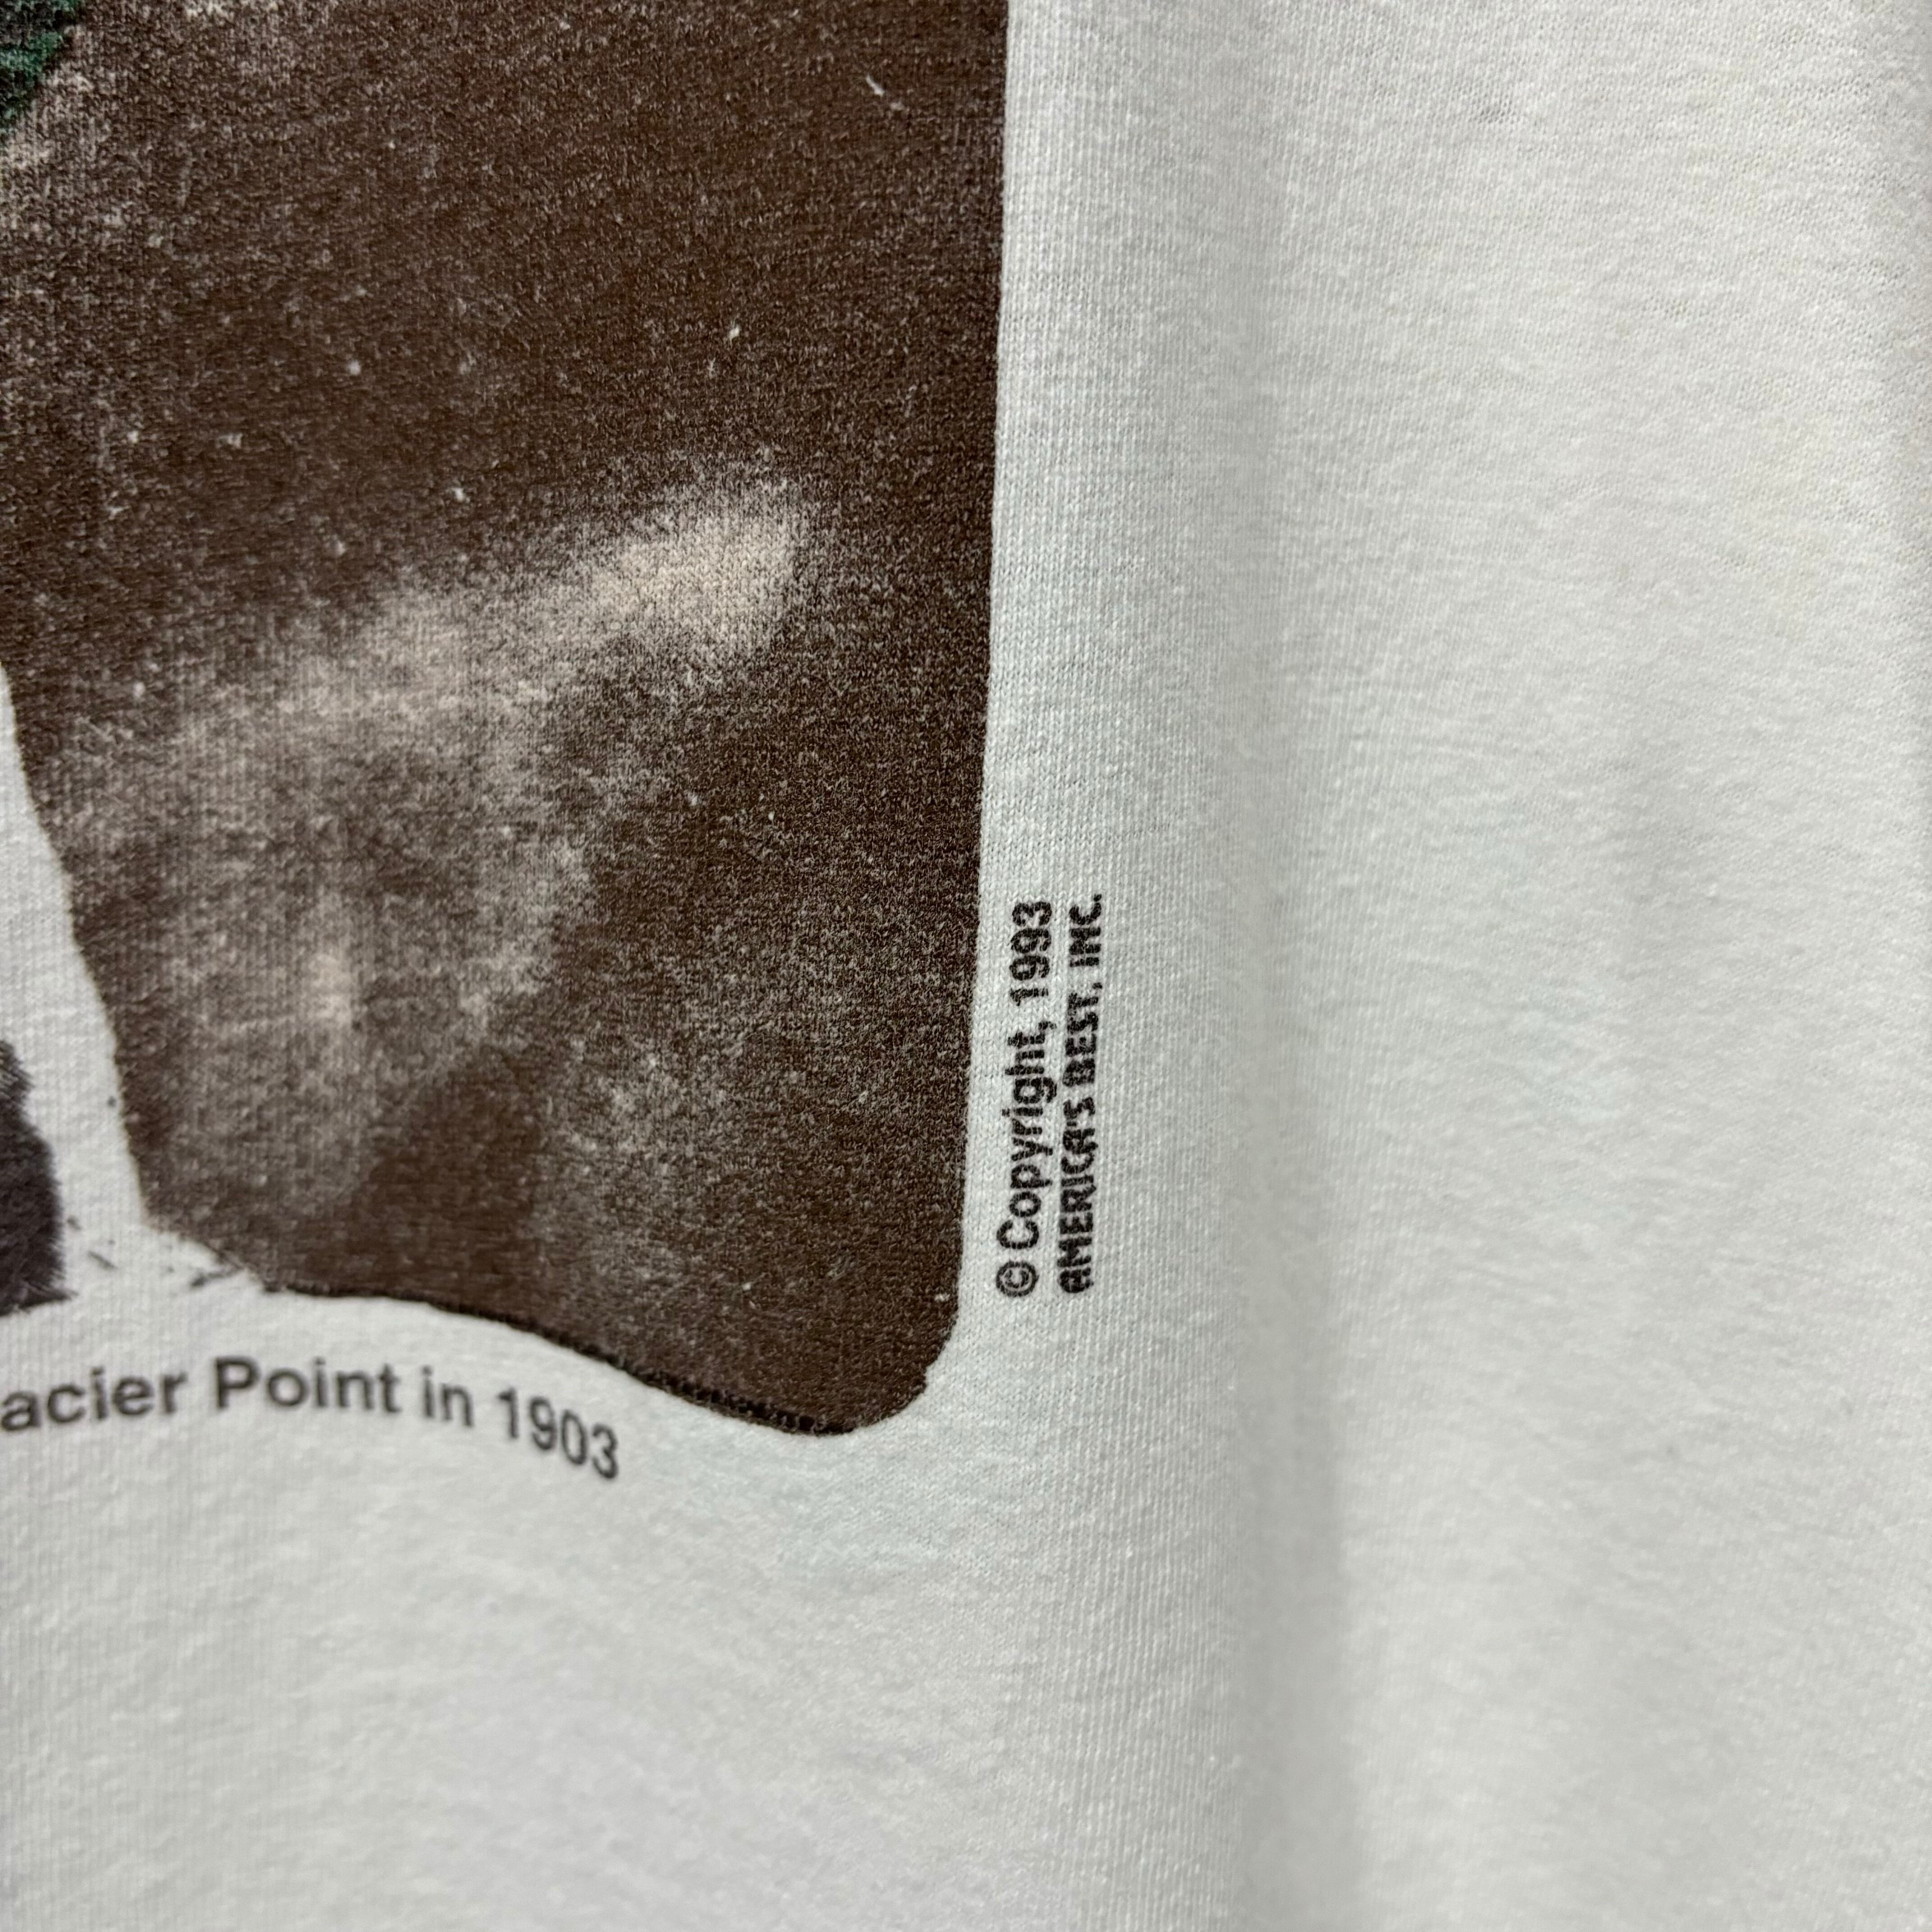 © Copyright, 1993
AMERICA'S BEST, INC.
acier Point in 1903